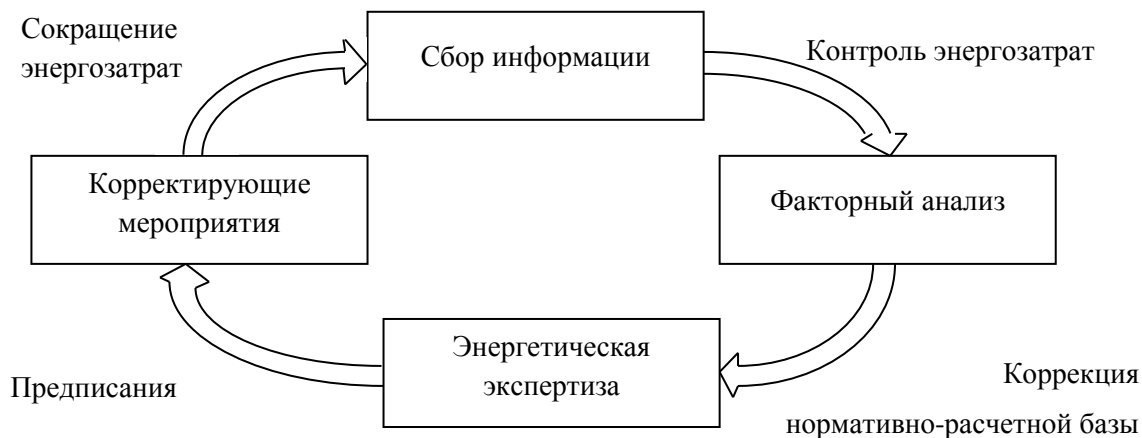 Сокращение
энергозатрат
Сбор информации
Контроль энергозатрат
Корректирующие
мероприятия
Факторный анализ
Энергетическая
экспертиза
Предписания
Коррекция
нормативно-расчетной базы